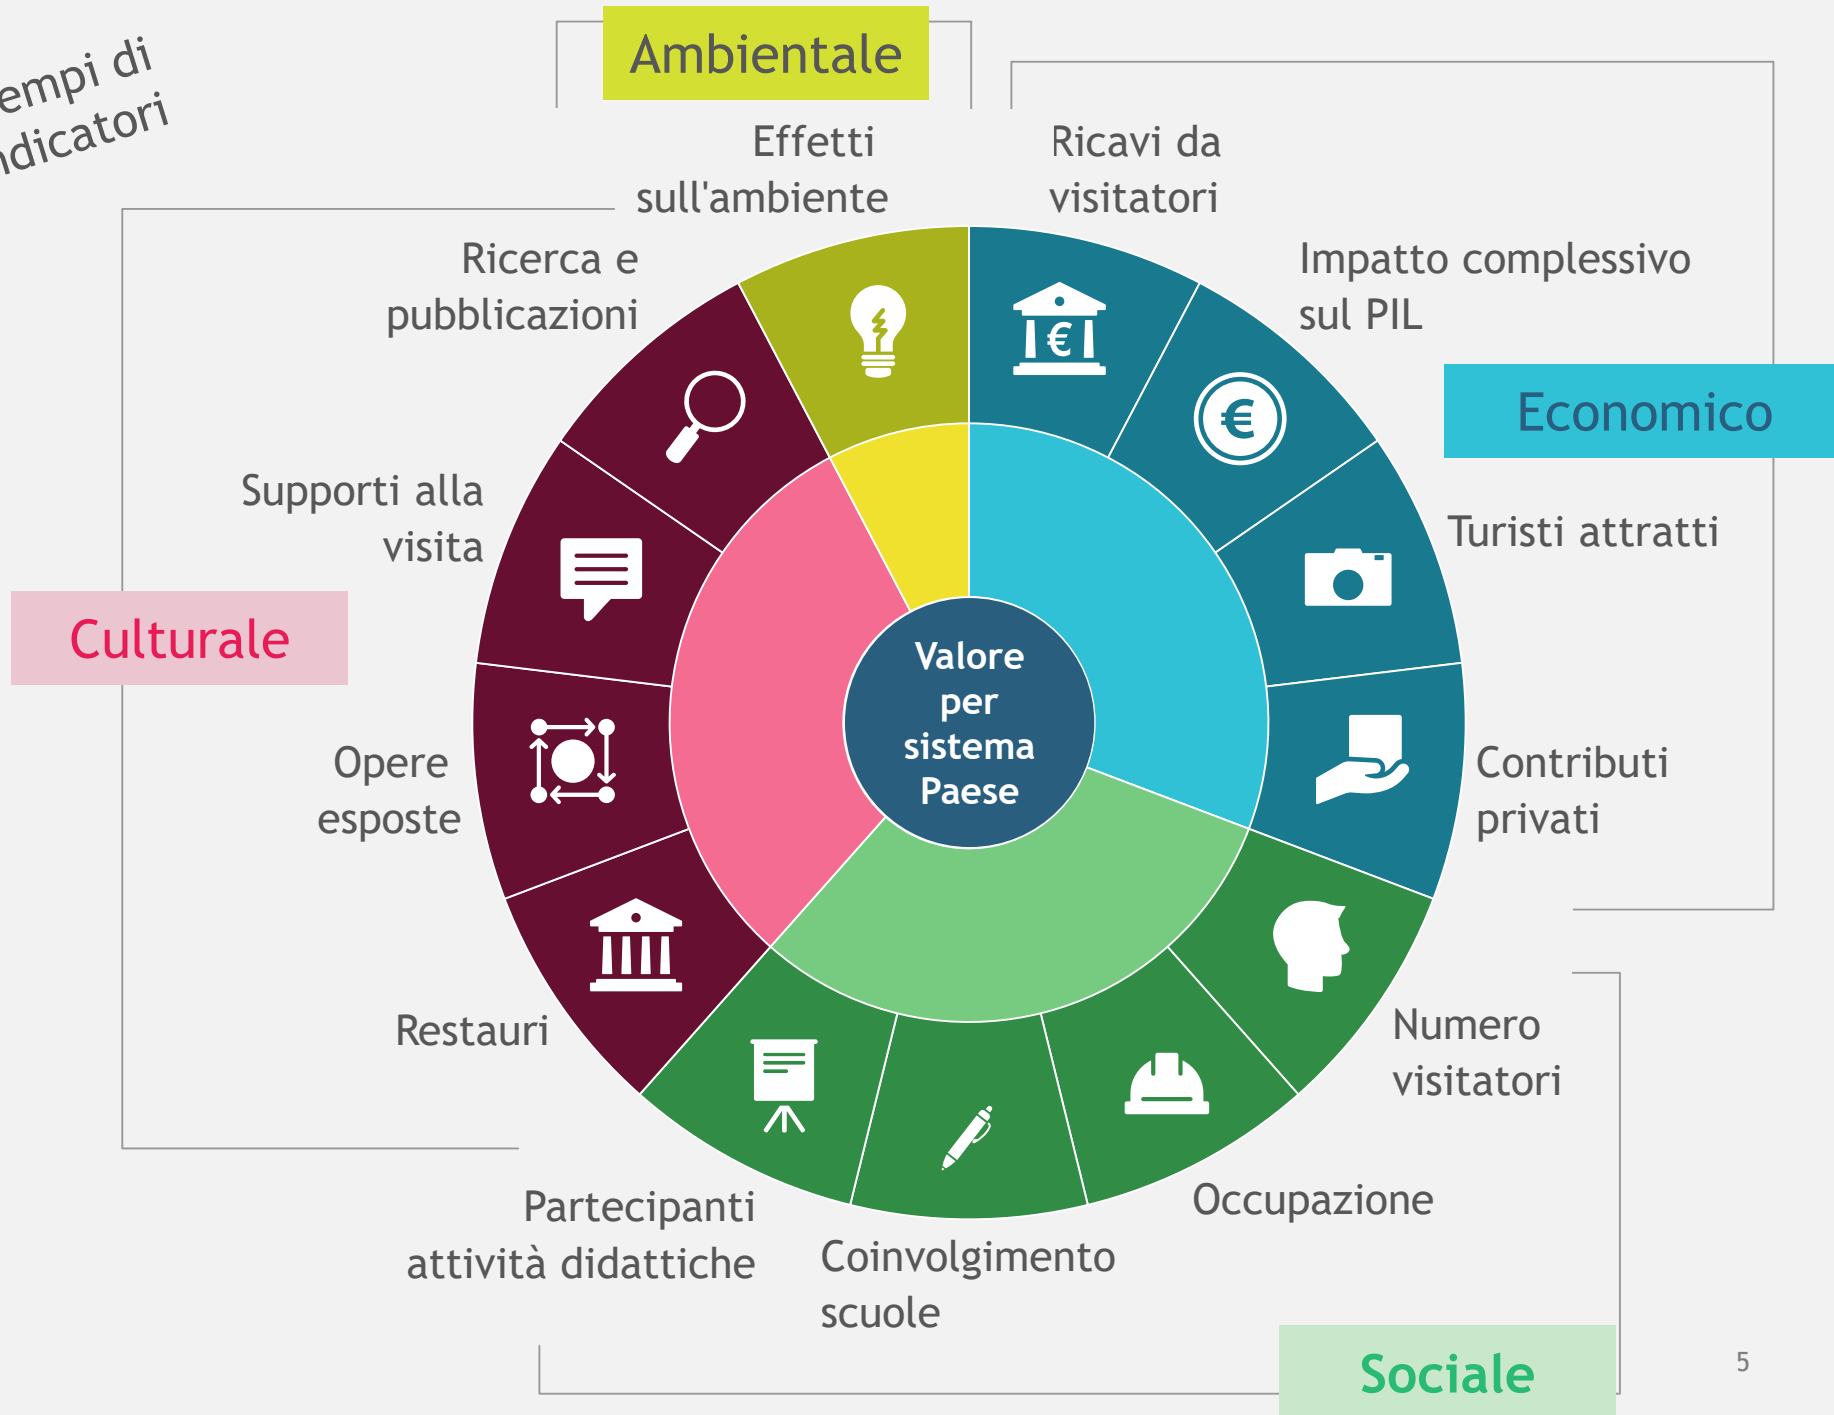 empi di
ndicatori
Ambientale
Effetti
sull'ambiente
Ricavi da
visitatori
Ricerca e
pubblicazioni
Impatto complessivo
sul PIL
Economico
Supporti alla
visita
Turisti attratti
Culturale
Valore
per
sistema
Paese
Opere
esposte
Contributi
privati
Restauri
Numero
visitatori
Partecipanti
attività didattiche
Coinvolgimento
scuole
Occupazione
Sociale
5
€
€